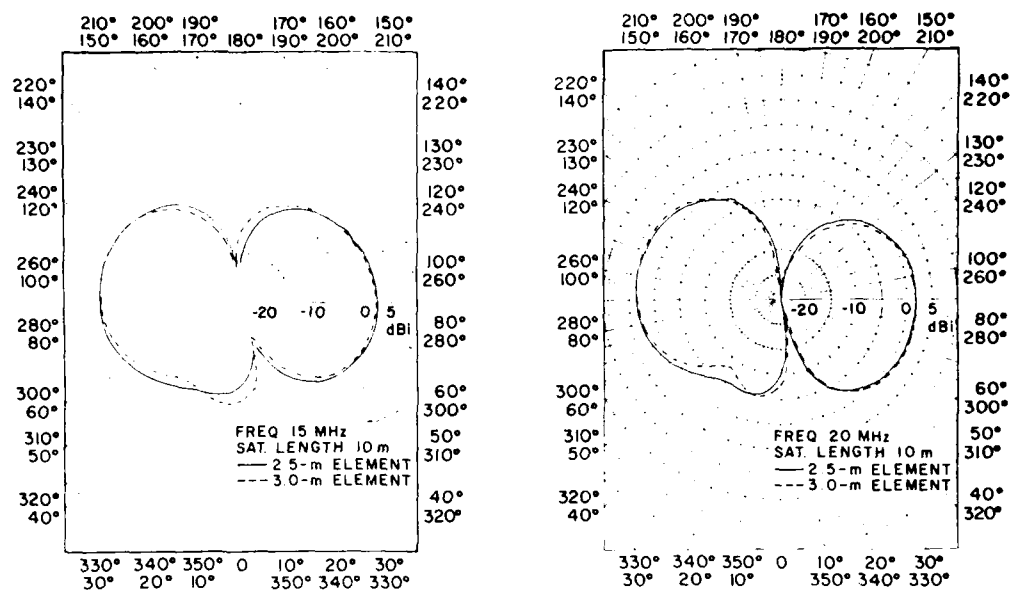 210° 200° 190° 170° 160° 150°
150° 160° 170° 180° 190° 200° 210°
220° 140°
140° 220°
230° 130°
130° 230°
240° 120°
120° 240°
260° 100°
100° 260°
-20 -10 0 5
dBi
280° 80°
80° 280°
300° 60°
60° 300°
310° 50°
50° 310°
320° 40°
40° 320°
FREQ 15 MHz
SAT. LENGTH 10 m
2.5-m ELEMENT
3.0-m ELEMENT
330° 340° 350° 0 10° 20° 30°
30° 20° 10° 350° 340° 330°
210° 200° 190° 170° 160° 150°
150° 160° 170° 180° 190° 200° 210°
220° 140°
140° 220°
230° 130°
130° 230°
240° 120°
120° 240°
260° 100°
100° 260°
-20 -10 0 5
dBi
280° 80°
80° 280°
300° 60°
60° 300°
310° 50°
50° 310°
320° 40°
40° 320°
FREQ 20 MHz
SAT. LENGTH 10 m
2.5-m ELEMENT
3.0-m ELEMENT
330° 340° 350° 0 10° 20° 30°
30° 20° 10° 350° 340° 330°